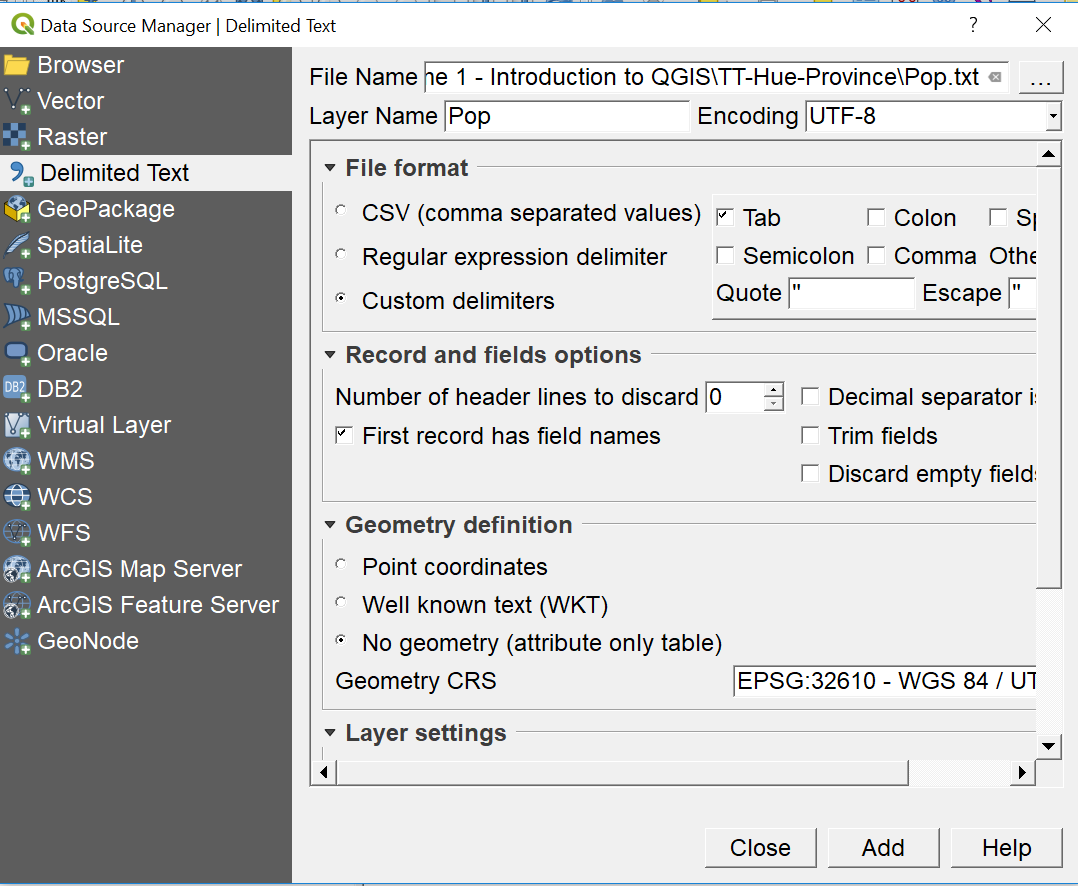 Data Source Manager | Delimited Text
?
Browser
Vector
Raster
Delimited Text
GeoPackage
SpatiaLite
PostgreSQL
MSSQL
Oracle
DB2
DB2
Virtual Layer
WMS
WCS
WFS
ArcGIS Map Server
ArcGIS Feature Server
GeoNode
File Name ne 1 - Introduction to QGIS\TT-Hue-Province\Pop.txt ...
Layer Name Pop Encoding UTF-8
File format
CSV (comma separated values)
Regular expression delimiter
Custom delimiters
Tab Colon Sp
Semicolon Comma Othe
Quote " Escape "
Record and fields options
Number of header lines to discard 0 Decimal separator is
First record has field names Trim fields
Discard empty fields
Geometry definition
Point coordinates
Well known text (WKT)
No geometry (attribute only table)
Geometry CRS EPSG:32610 - WGS 84 / UT
Layer settings
Close Add Help